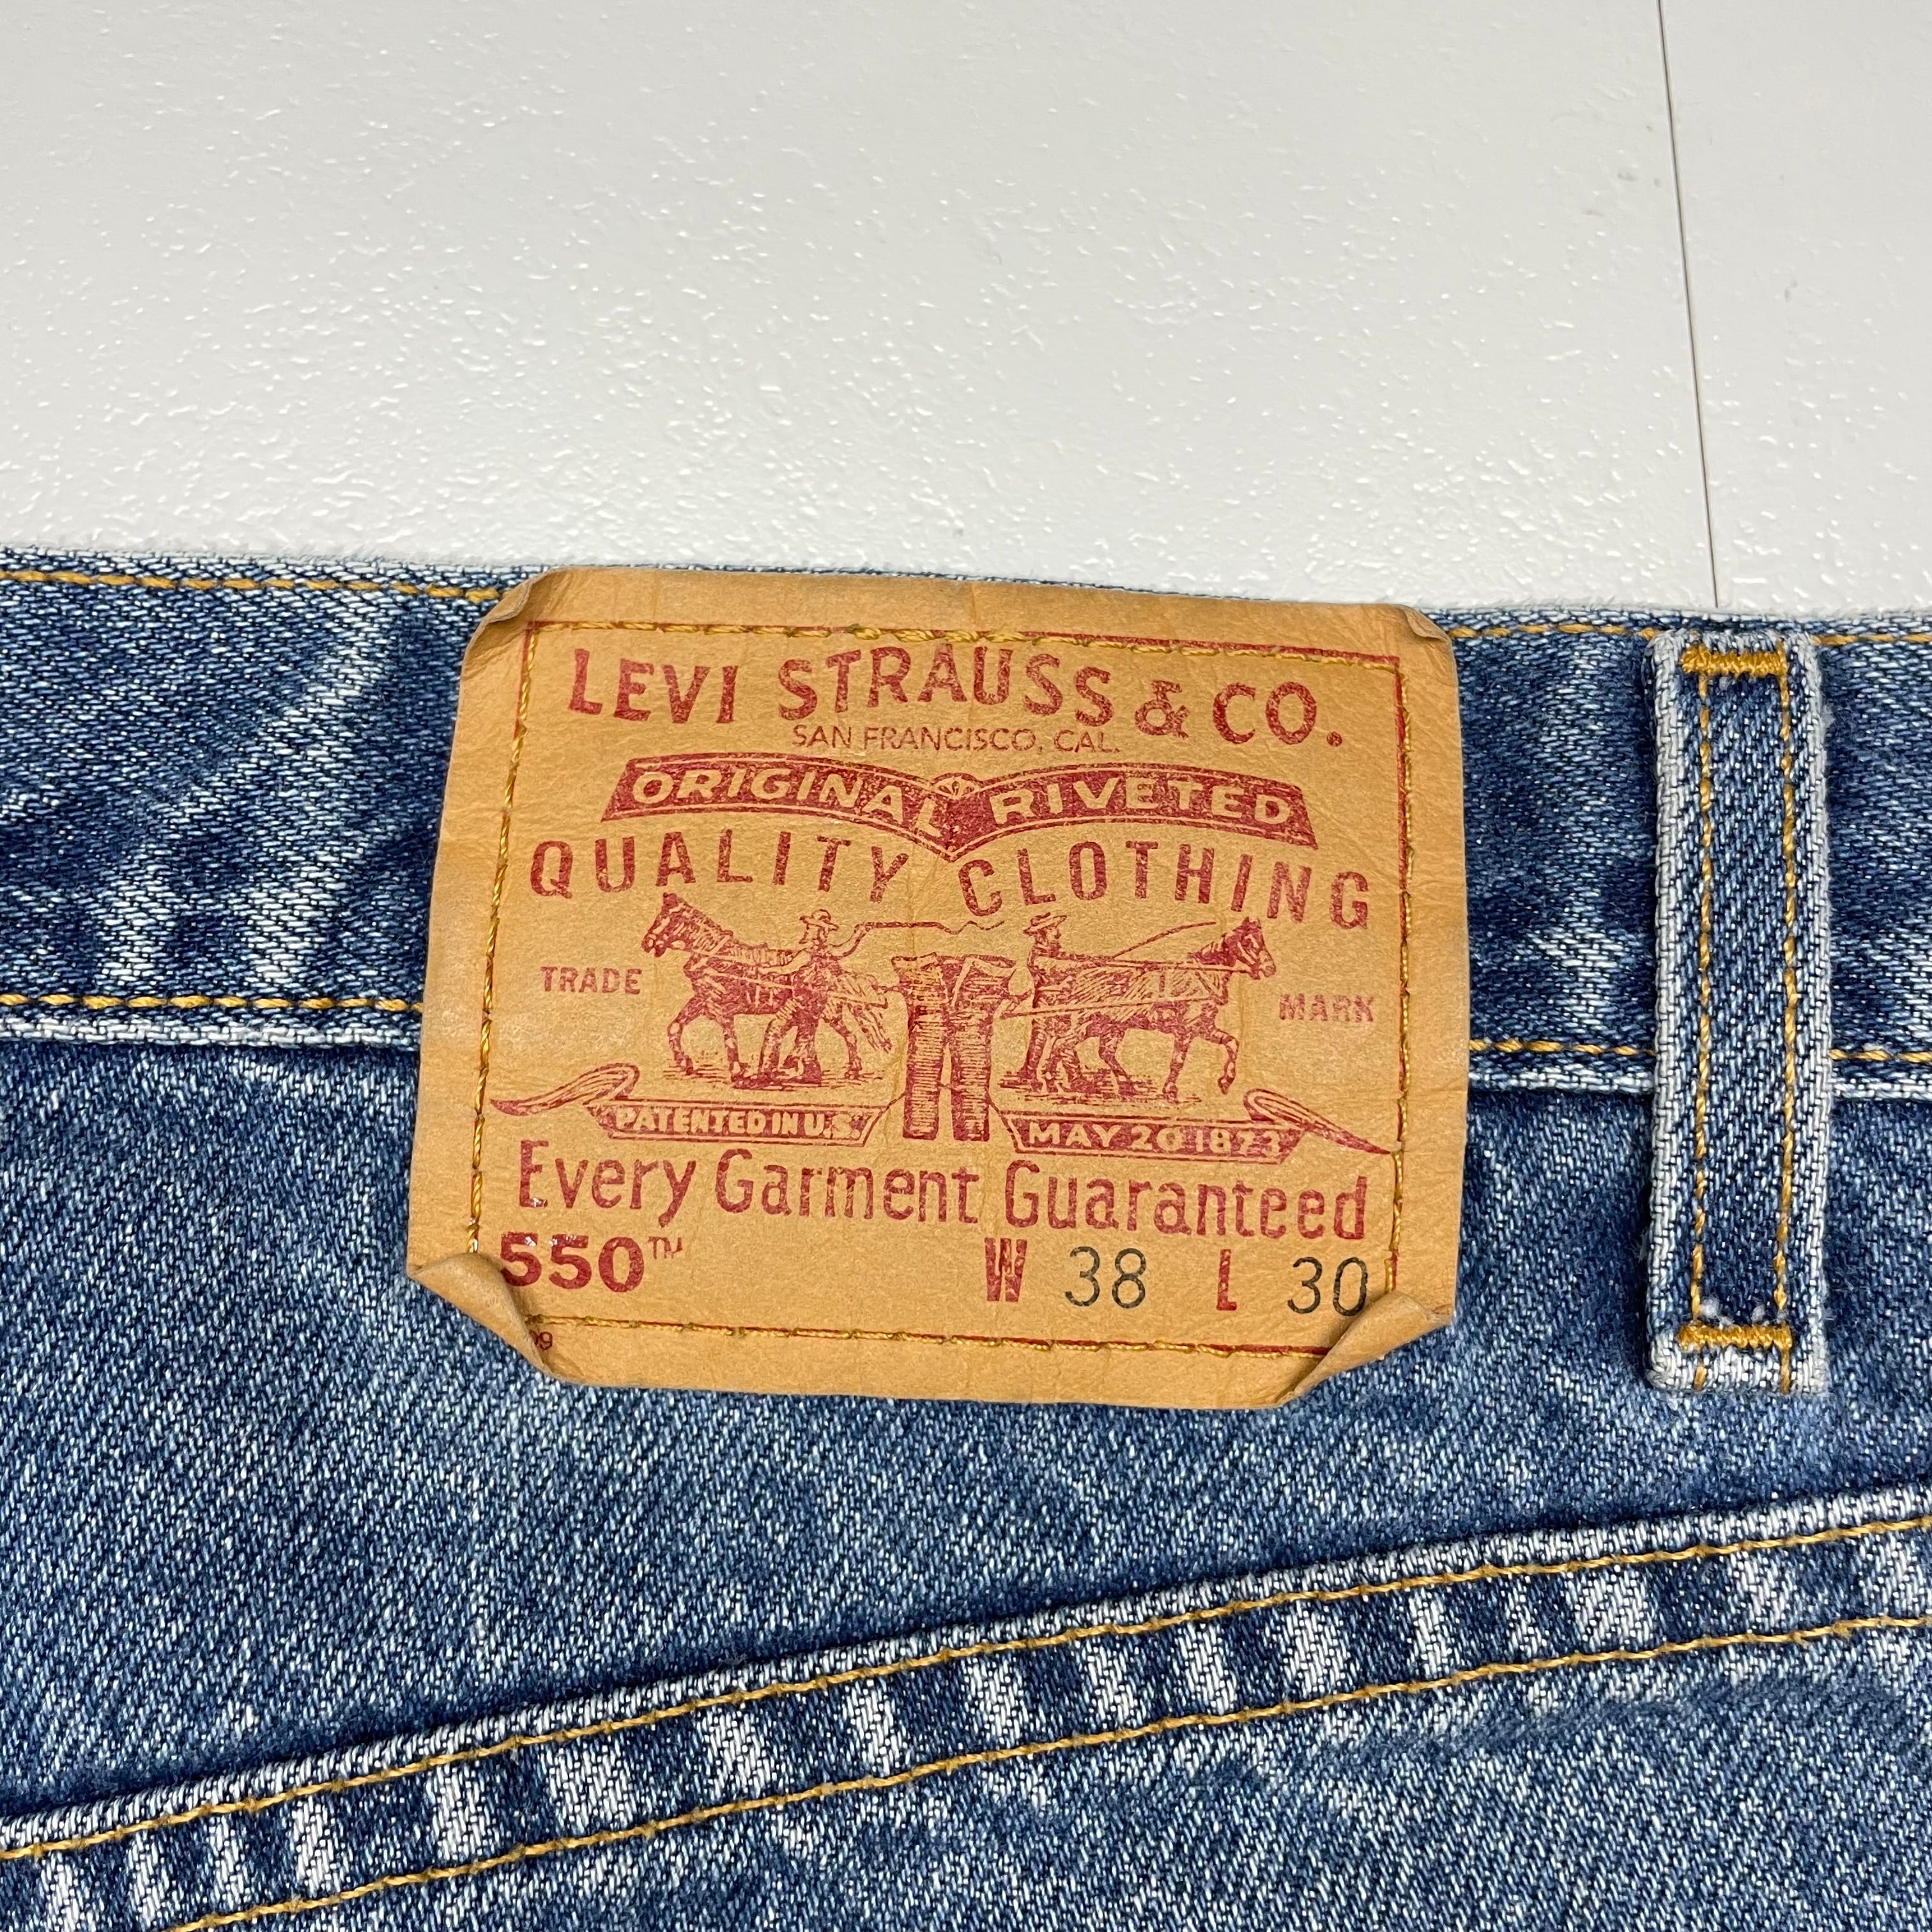 LEVI STRAUSS & CO.
SAN FRANCISCO, CAL.
ORIGINAL RIVETED
QUALITY CLOTHING
TRADE MARK
PATENTED IN U.S. MAY 20 1873
Every Garment Guaranteed
550™ W 38 L 30